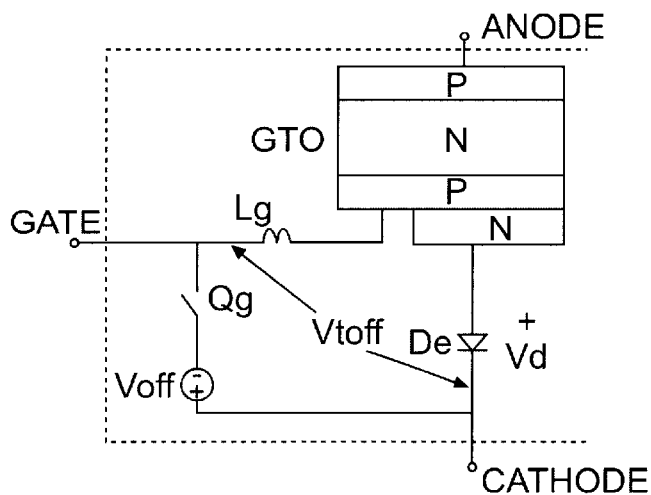 ANODE
P
GTO
N
P
Lg
GATE
N
Qg
Vtoff
De
+
Vd
Voff
-
+
CATHODE